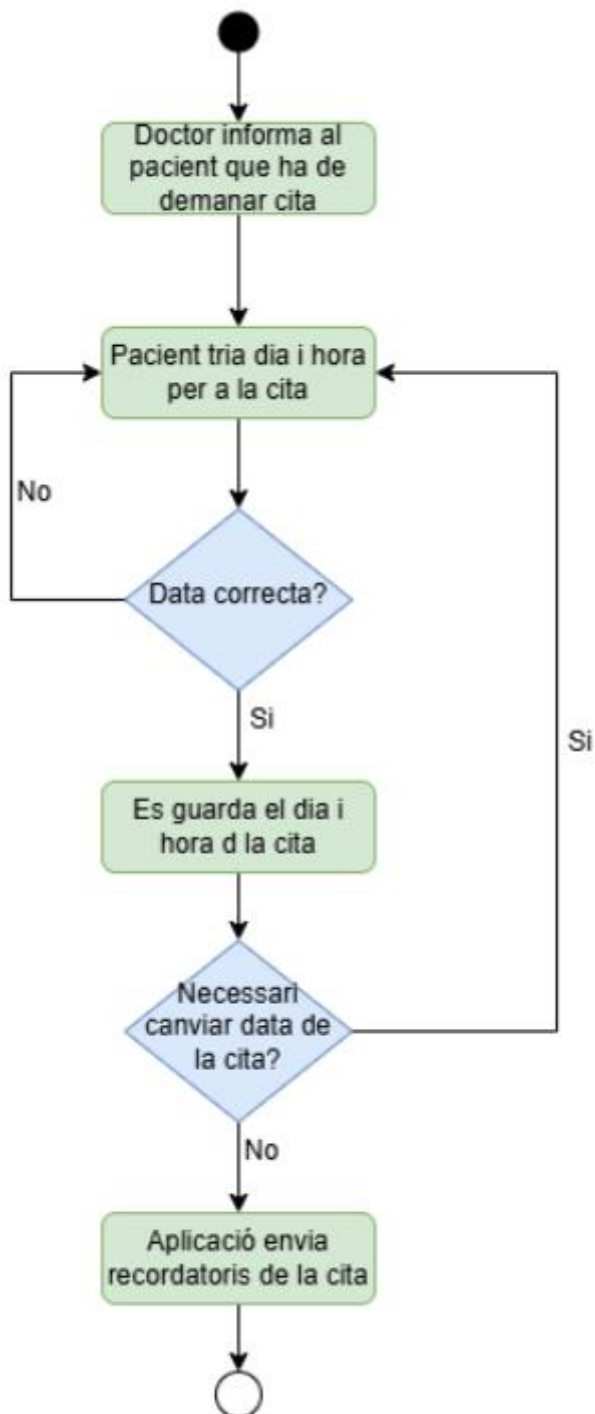 Doctor informa al
pacient que ha de
demanar cita
Pacient tria dia i hora
per a la cita
No
Data correcta?
Si
Si
Es guarda el dia i
hora d la cita
Necessari
canviar data de
la cita?
No
Aplicació envia
recordatoris de la cita